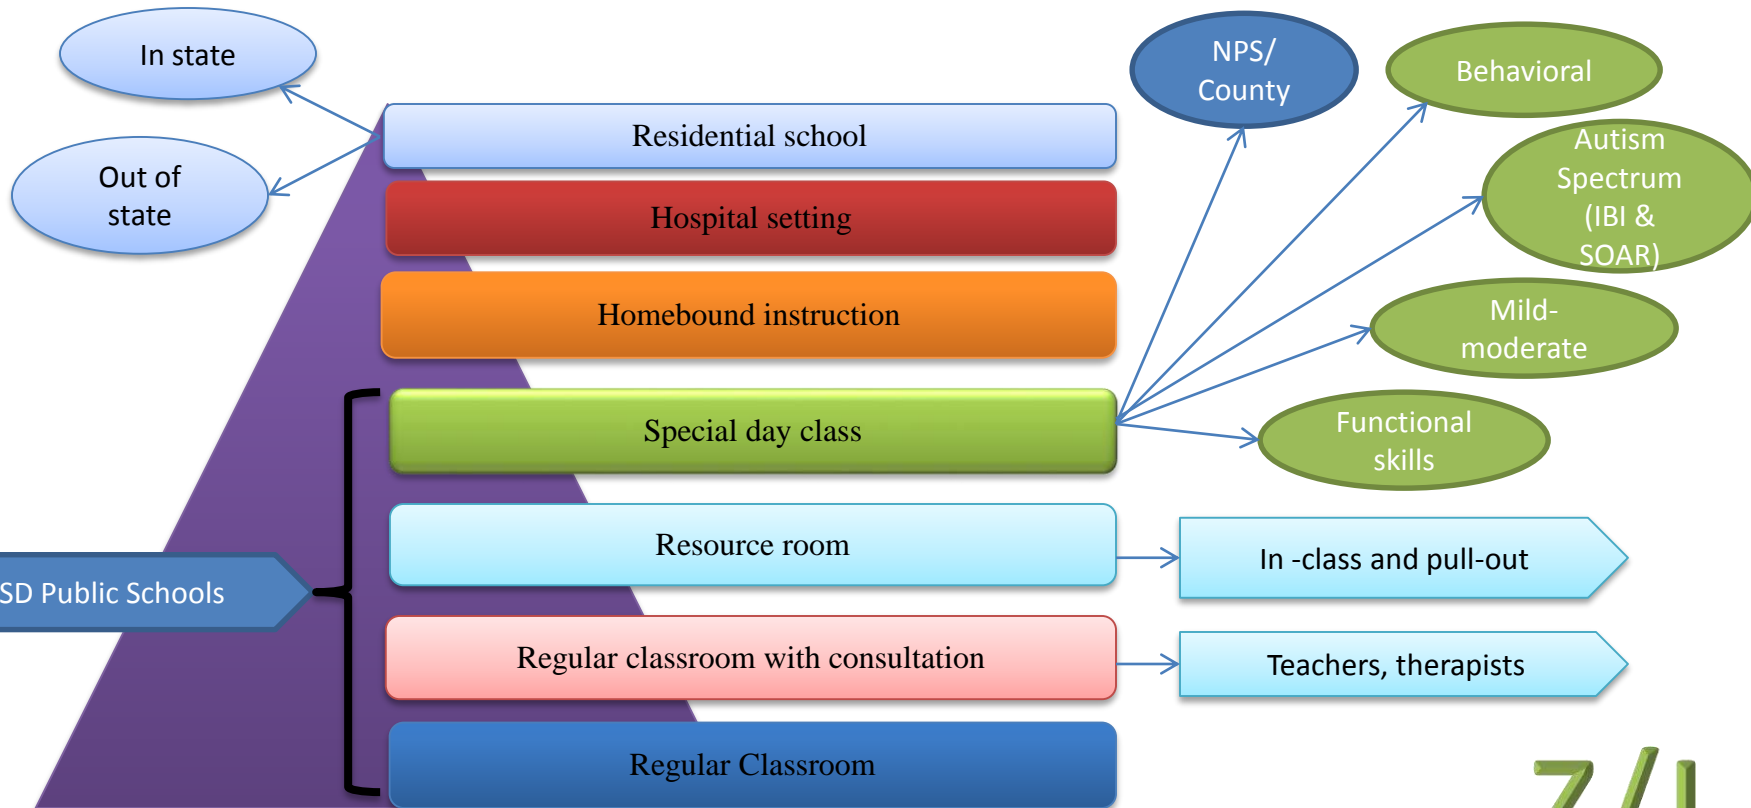 In state
Out of
state
Residential school
Hospital setting
Homebound instruction
Special day class
Resource room
Regular classroom with consultation
Regular Classroom
SD Public Schools
NPS/
County
Behavioral
Autism
Spectrum
(IBI &
SOAR)
Mild-
moderate
Functional
skills
In -class and pull-out
Teachers, therapists